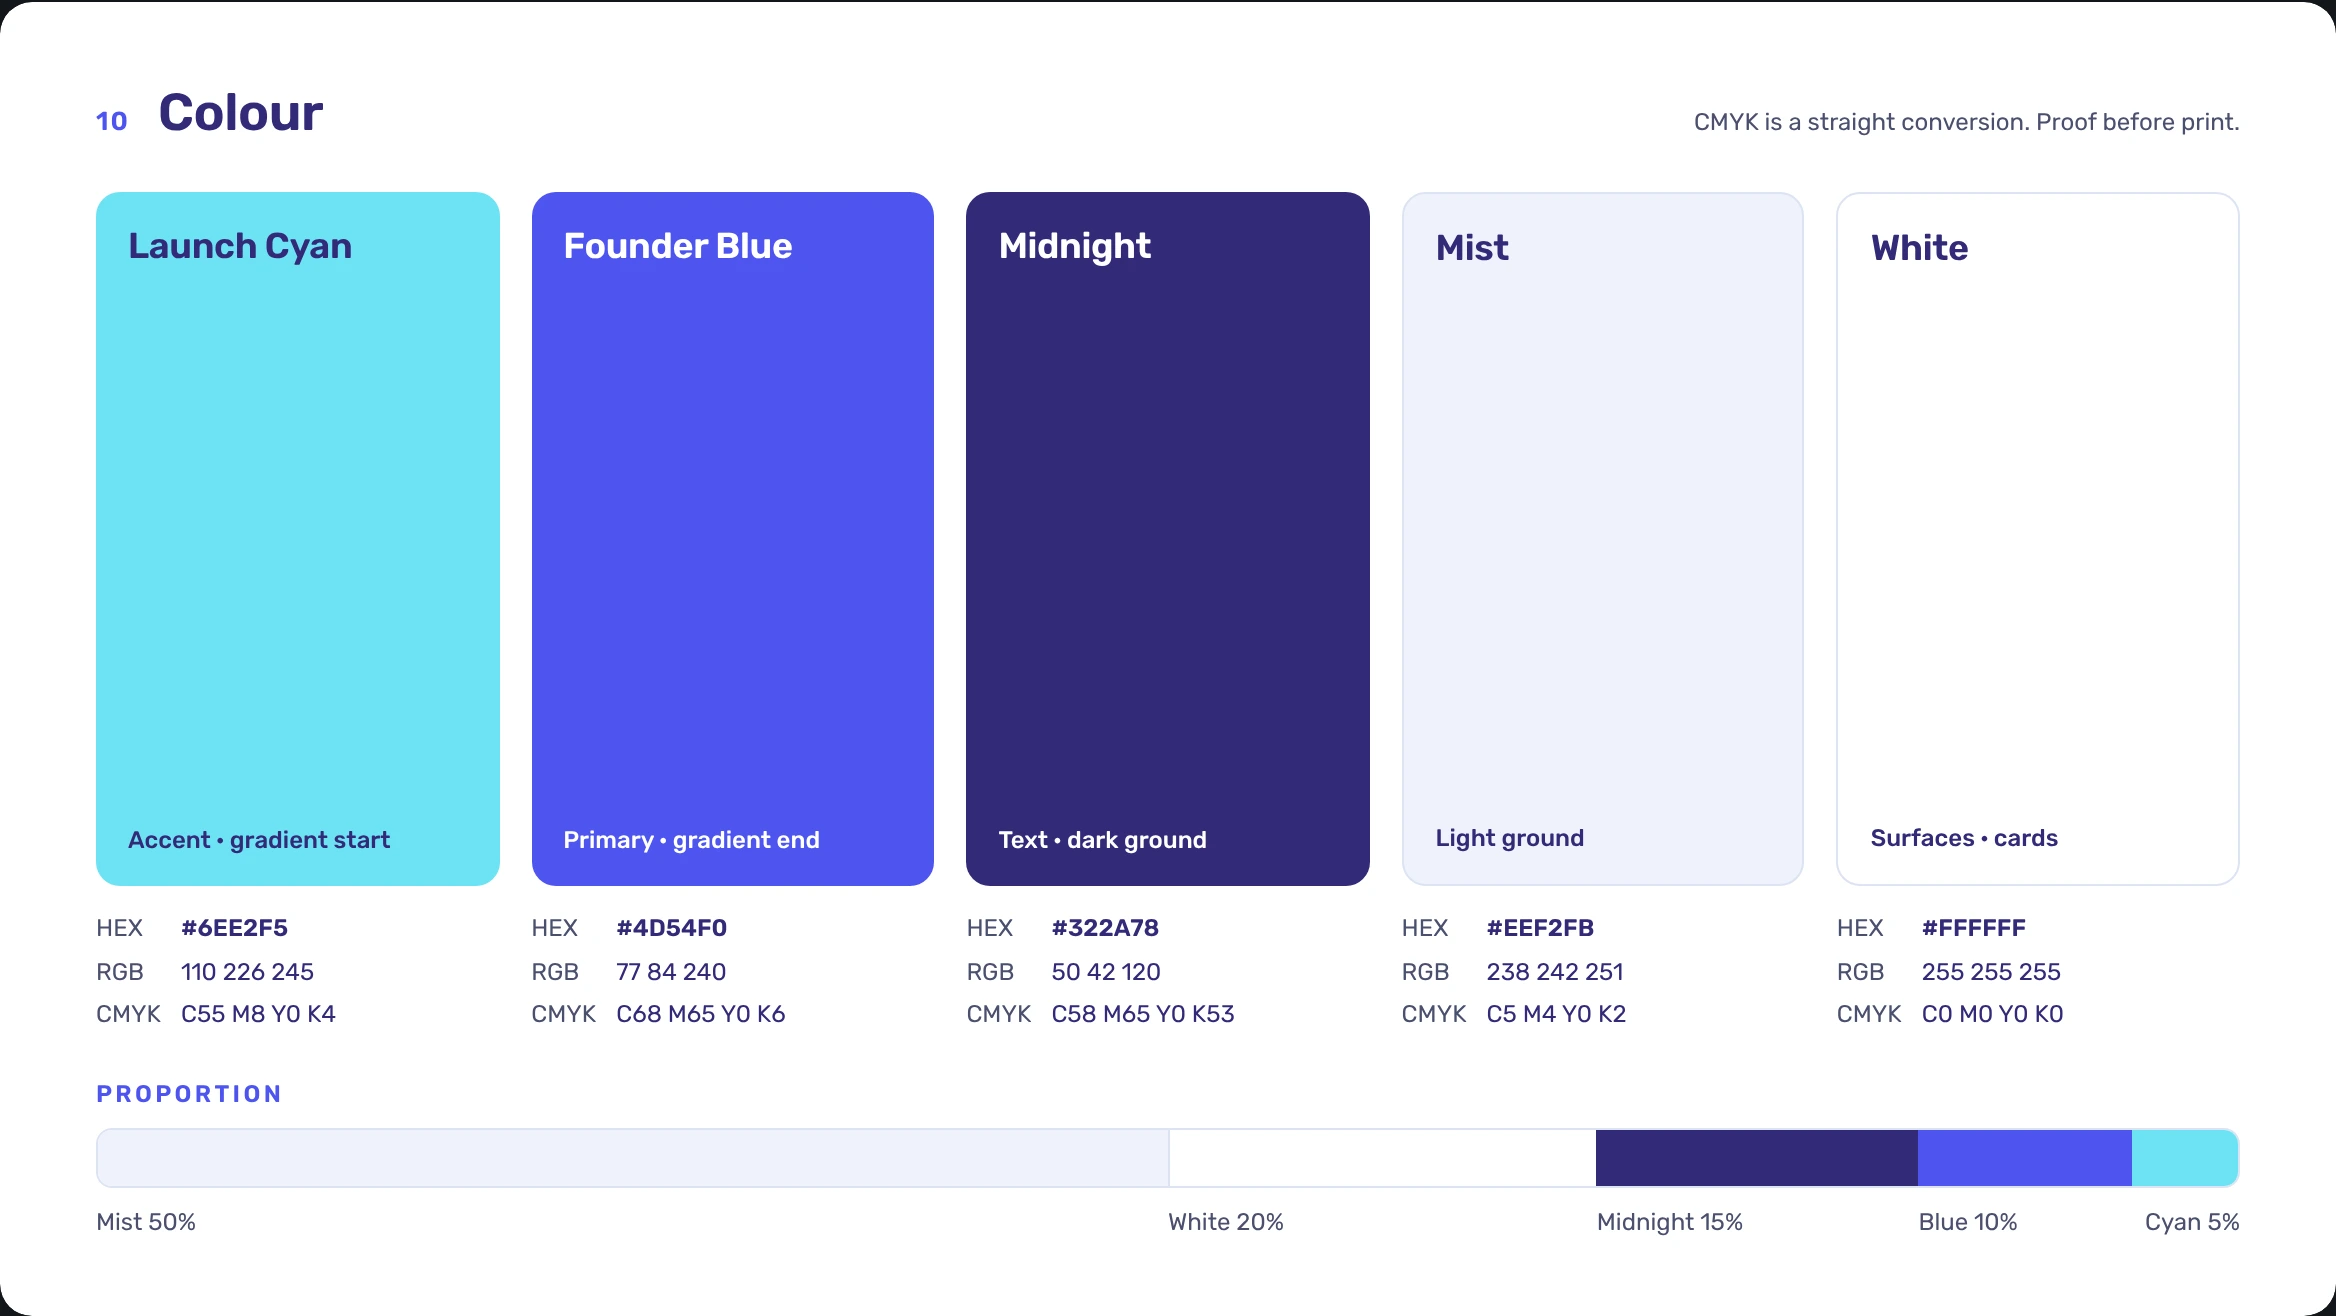 10 Colour
CMYK is a straight conversion. Proof before print.
Launch Cyan
Accent • gradient start
HEX #6EE2F5
RGB 110 226 245
CMYK C55 M8 Y0 K4
Founder Blue
Primary • gradient end
HEX #4D54F0
RGB 77 84 240
CMYK C68 M65 Y0 K6
Midnight
Text • dark ground
HEX #322A78
RGB 50 42 120
CMYK C58 M65 Y0 K53
Mist
Light ground
HEX #EEF2FB
RGB 238 242 251
CMYK C5 M4 Y0 K2
White
Surfaces • cards
HEX #FFFFFF
RGB 255 255 255
CMYK C0 M0 Y0 K0
PROPORTION
Mist 50%
White 20%
Midnight 15%
Blue 10%
Cyan 5%